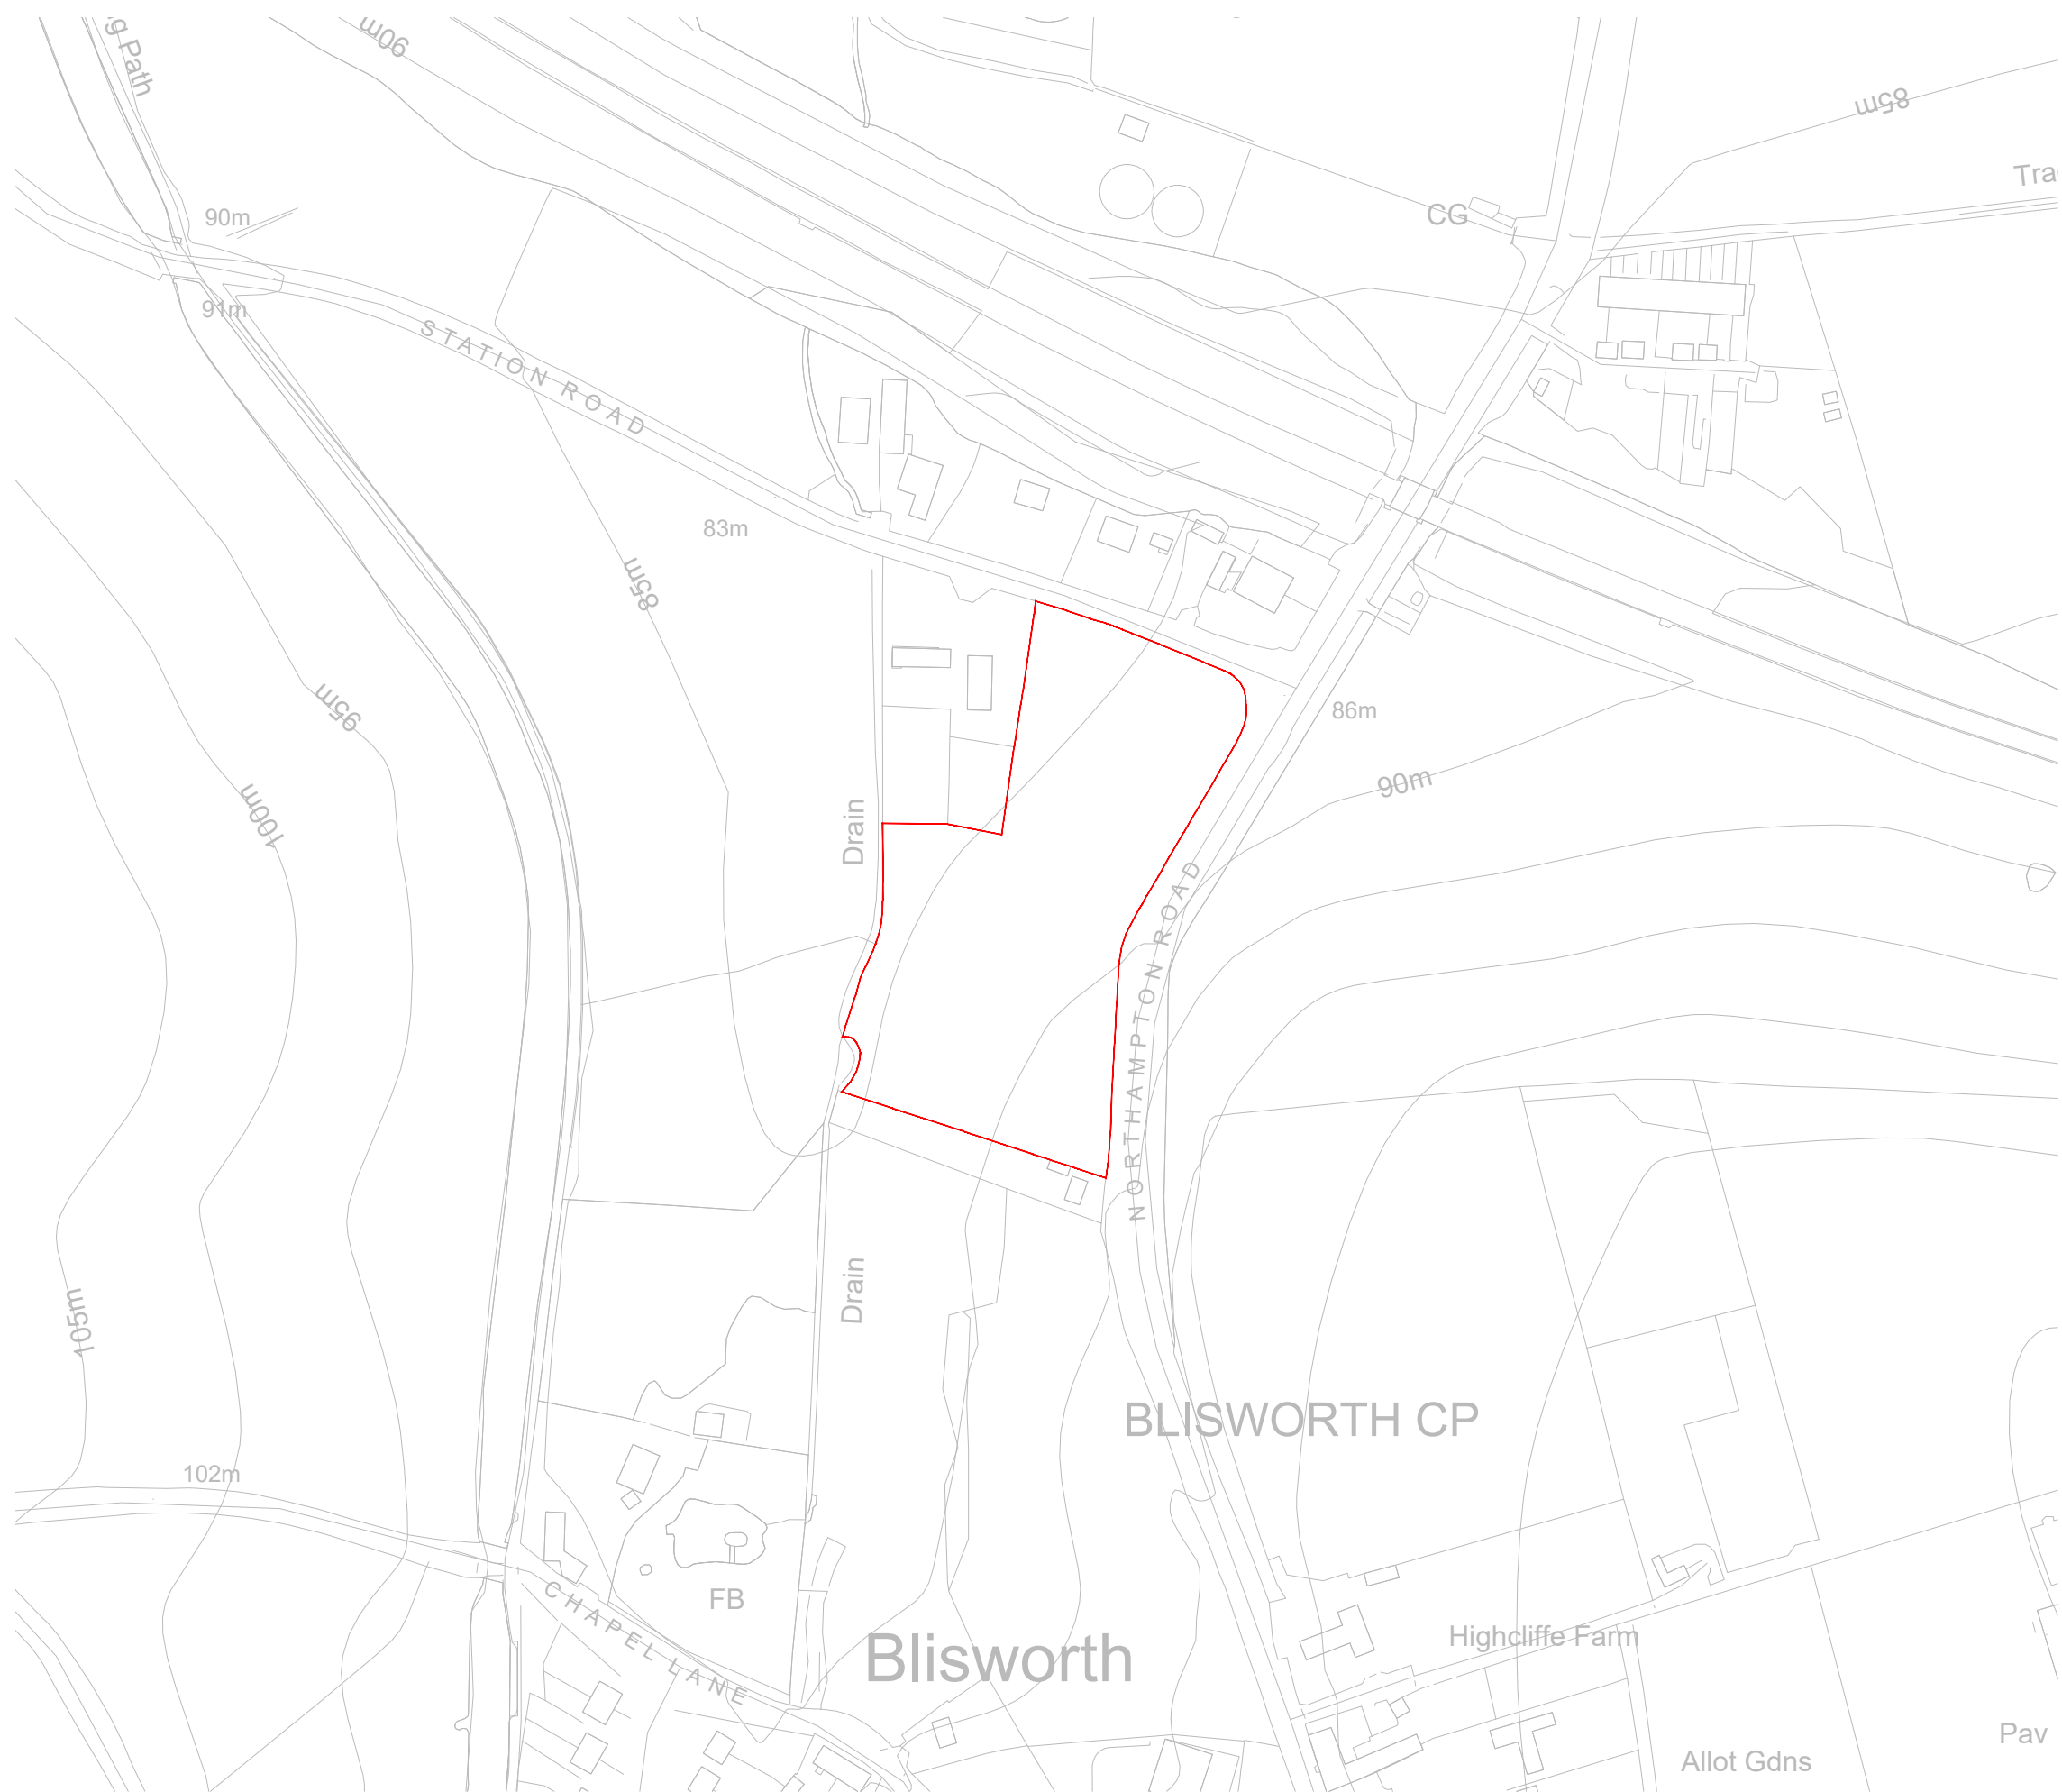 g Path
90m
85m
Tra
90m
CG
91m
STATION ROAD
83m
85m
95m
86m
90m
100m
Drain
NORTHAMPTON ROAD
105m
Drain
BLISWORTH CP
102m
CHAPEL LANE
FB
Blisworth
Highcliffe Farm
Pav
Allot Gdns